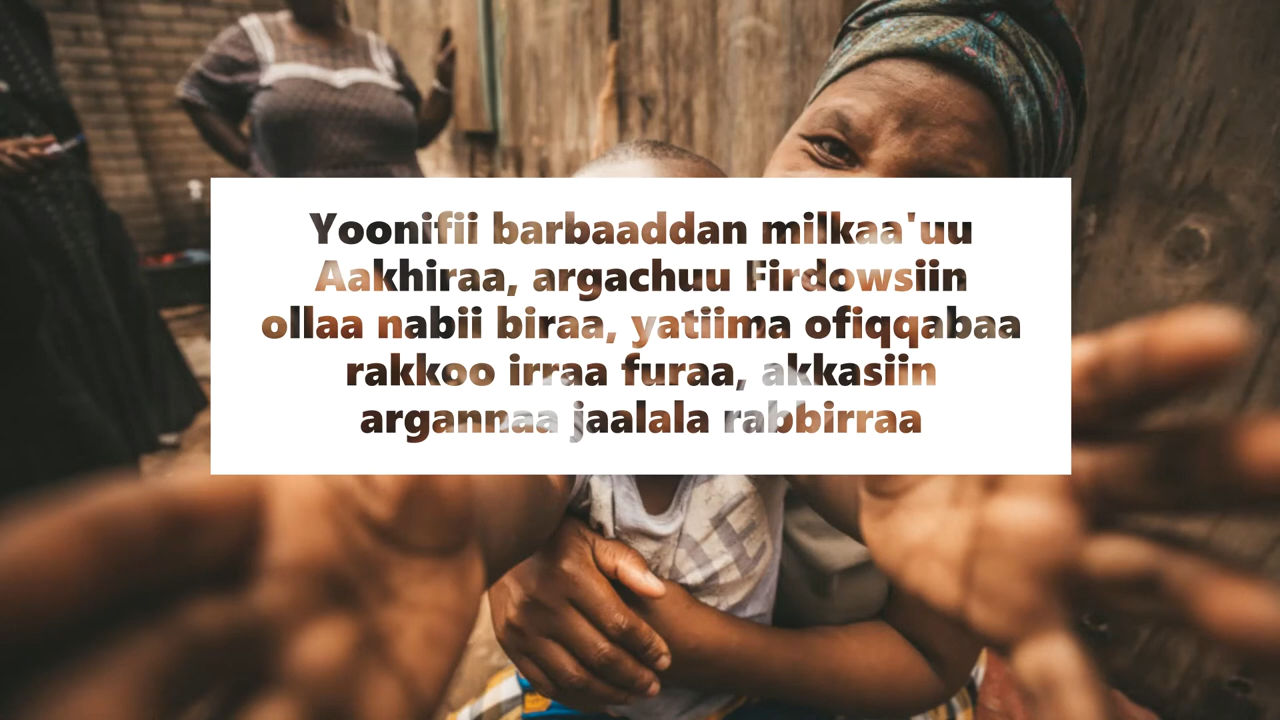 Yoonifii barbaaddan milkaa'uu
Aakhiraa, argachuu Firdowsiin
ollaa nabii biraa, yatiima ofiqqabaa
rakkoo irraa furaa, akkasiin
argannaa jaalala rabbirraa